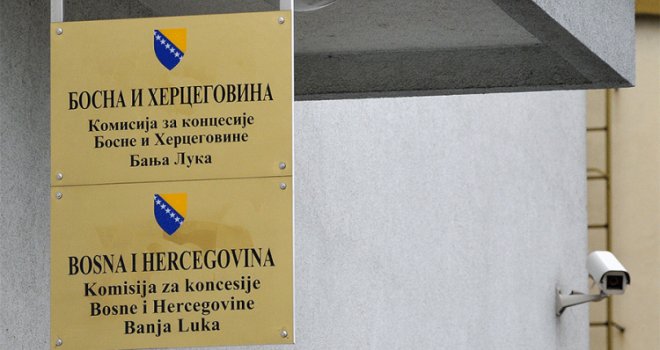 БОСНА И ХЕРЦЕГОВИНА
Комисија за концесије
Босне и Херцеговине
Бања Лука
BOSNA I HERCEGOVINA
Komisija za koncesije
Bosne i Hercegovine
Banja Luka